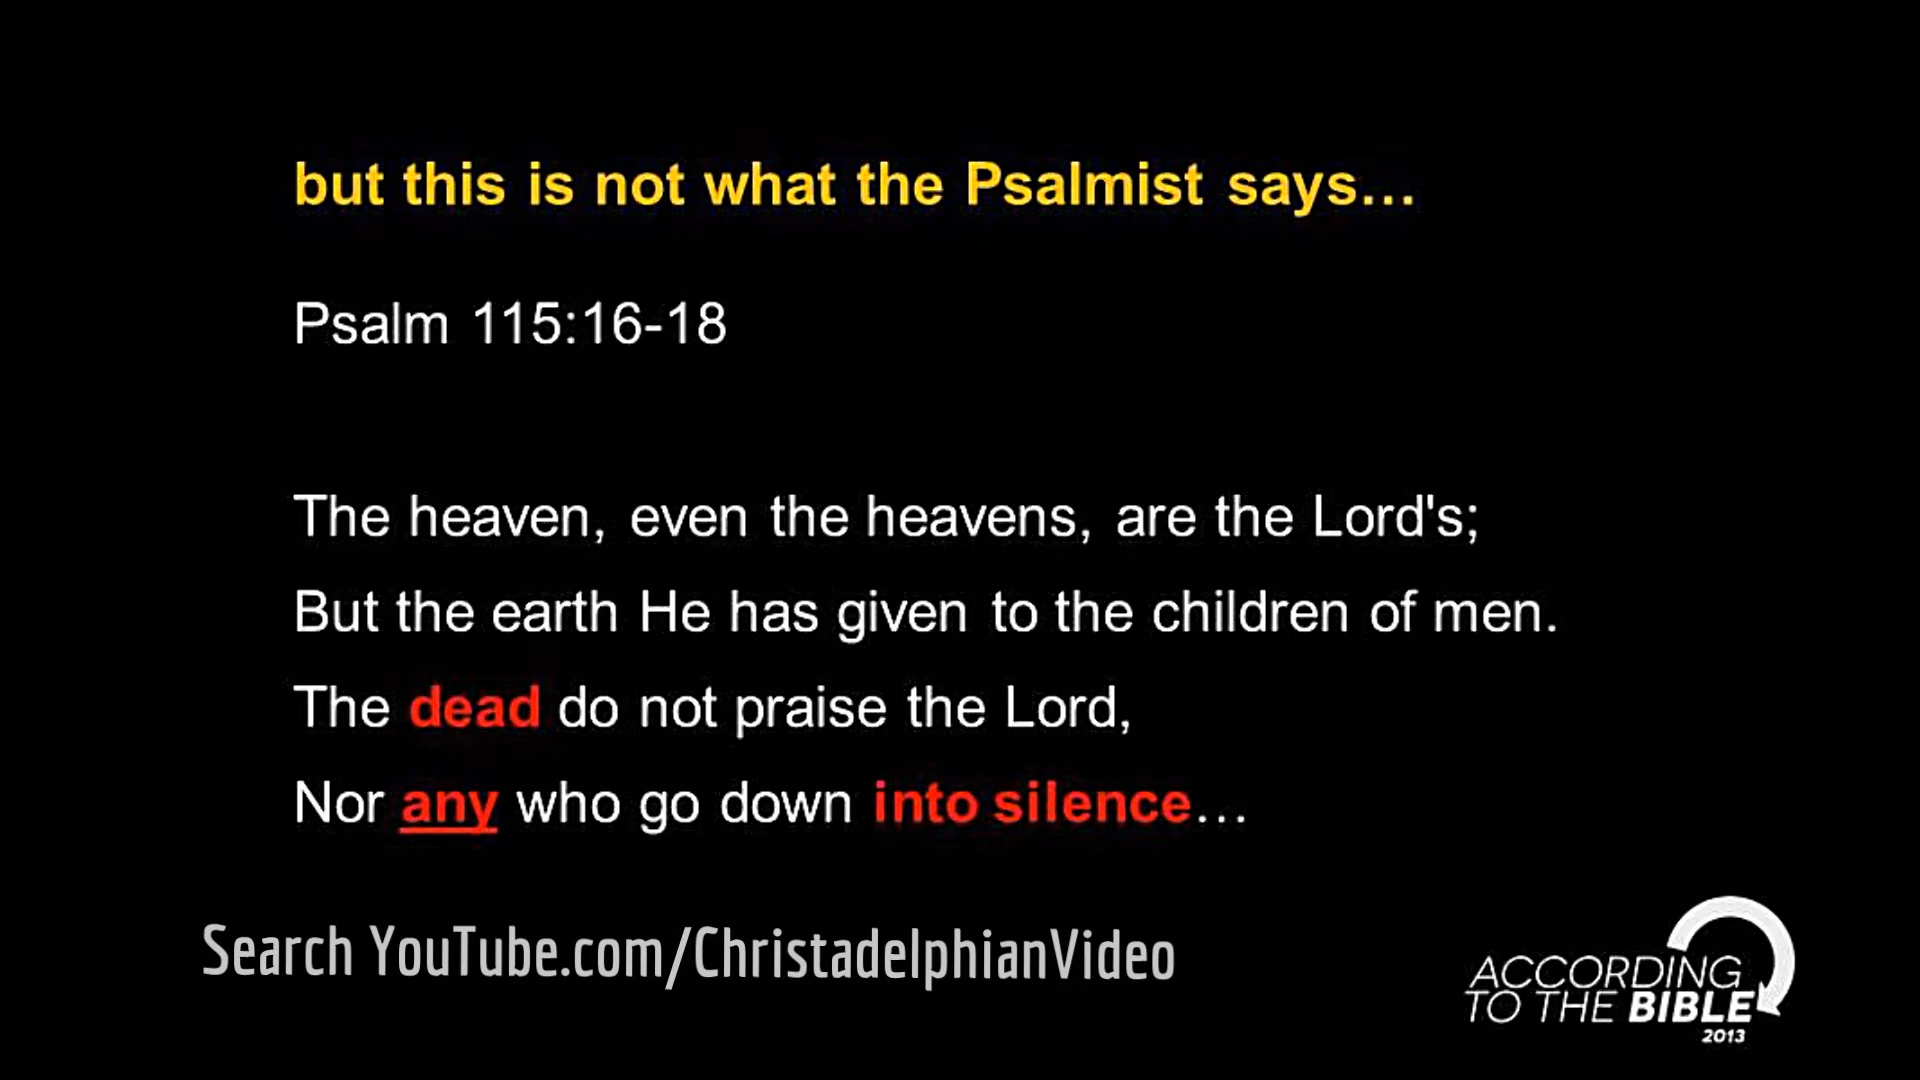 but this is not what the Psalmist says…
Psalm 115:16-18
The heaven, even the heavens, are the Lord's;
But the earth He has given to the children of men.
The dead do not praise the Lord,
Nor any who go down into silence…
Search YouTube.com/ChristadelphianVideo
ACCORDING
TO THE BIBLE
2013